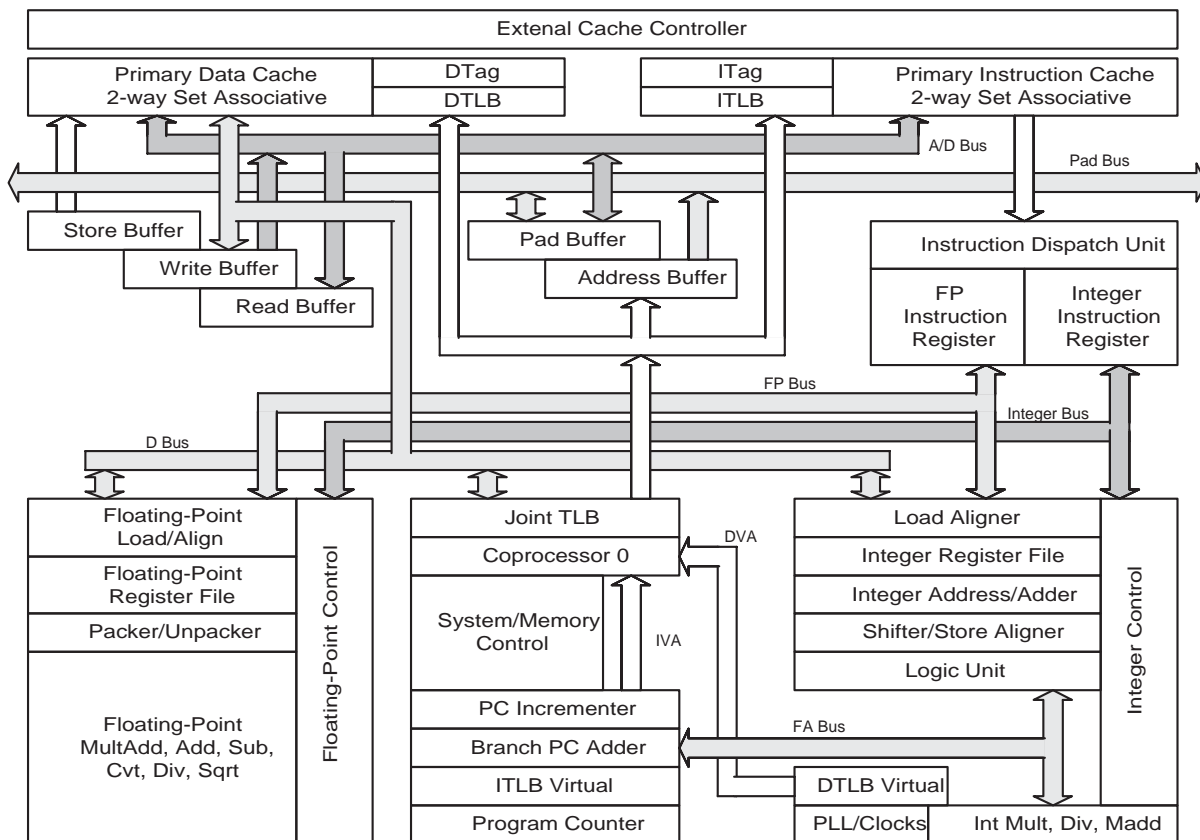 Extenal Cache Controller
Primary Data Cache
2-way Set Associative
DTag
DTLB
ITag
ITLB
Primary Instruction Cache
2-way Set Associative
A/D Bus
Pad Bus
Store Buffer
Write Buffer
Read Buffer
Pad Buffer
Address Buffer
Instruction Dispatch Unit
FP
Instruction
Register
Integer
Instruction
Register
FP Bus
Integer Bus
D Bus
Floating-Point
Load/Align
Floating-Point
Register File
Packer/Unpacker
Floating-Point
MultAdd, Add, Sub,
Cvt, Div, Sqrt
Floating-Point Control
Joint TLB
Coprocessor 0
System/Memory
Control
DVA
IVA
PC Incrementer
Branch PC Adder
ITLB Virtual
Program Counter
Load Aligner
Integer Register File
Integer Address/Adder
Shifter/Store Aligner
Logic Unit
Integer Control
FA Bus
DTLB Virtual
PLL/Clocks
Int Mult, Div, Madd